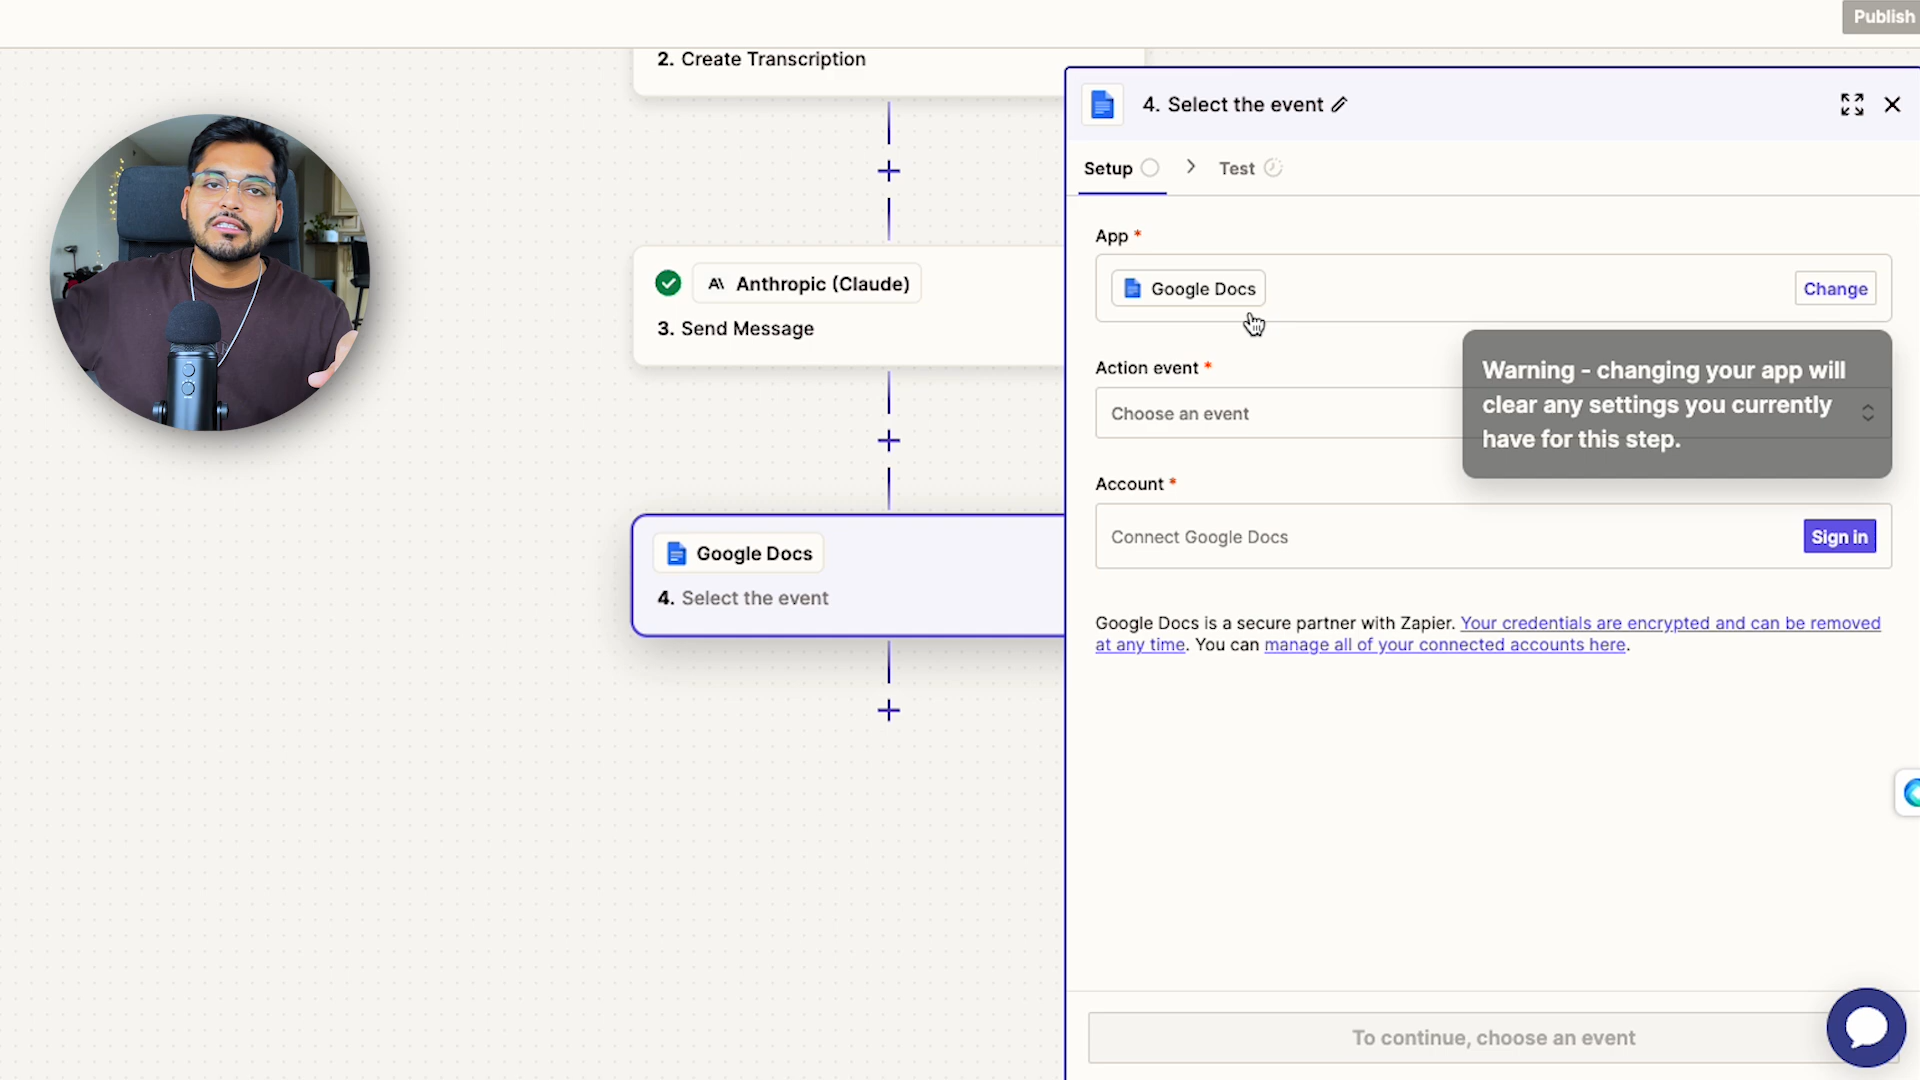 Publish
2. Create Transcription
4. Select the event
Setup
Test
App *
Google Docs
Change
Warning - changing your app will
clear any settings you currently
have for this step.
Action event *
Choose an event
Account *
Connect Google Docs
Sign in
Google Docs is a secure partner with Zapier. Your credentials are encrypted and can be removed
at any time. You can manage all of your connected accounts here.
To continue, choose an event
Anthropic (Claude)
3. Send Message
Google Docs
4. Select the event